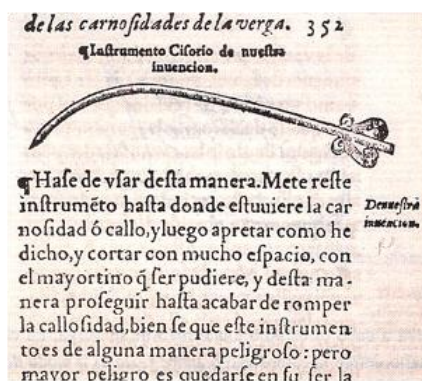 de las carnoſidades de la verga. 352
¶Inſtrumento Ciſorio de nueſtra
inuencion.
¶Haſe de vſar deſta manera. Mete reſte
inſtrumẽto haſta donde eſtuuiere la car
noſidad ó callo, y luego apretar como he
dicho, y cortar con mucho eſpacio, con
el mayor tino q̃ ſer pudiere, y deſta ma-
nera proſeguir haſta acabar de romper
la calloſidad, bien ſe que eſte inſtrumen
to es de alguna manera peligroſo: pero
mayor peligro es quedarſe en ſu ſer la
De nueſtra
inuencion.